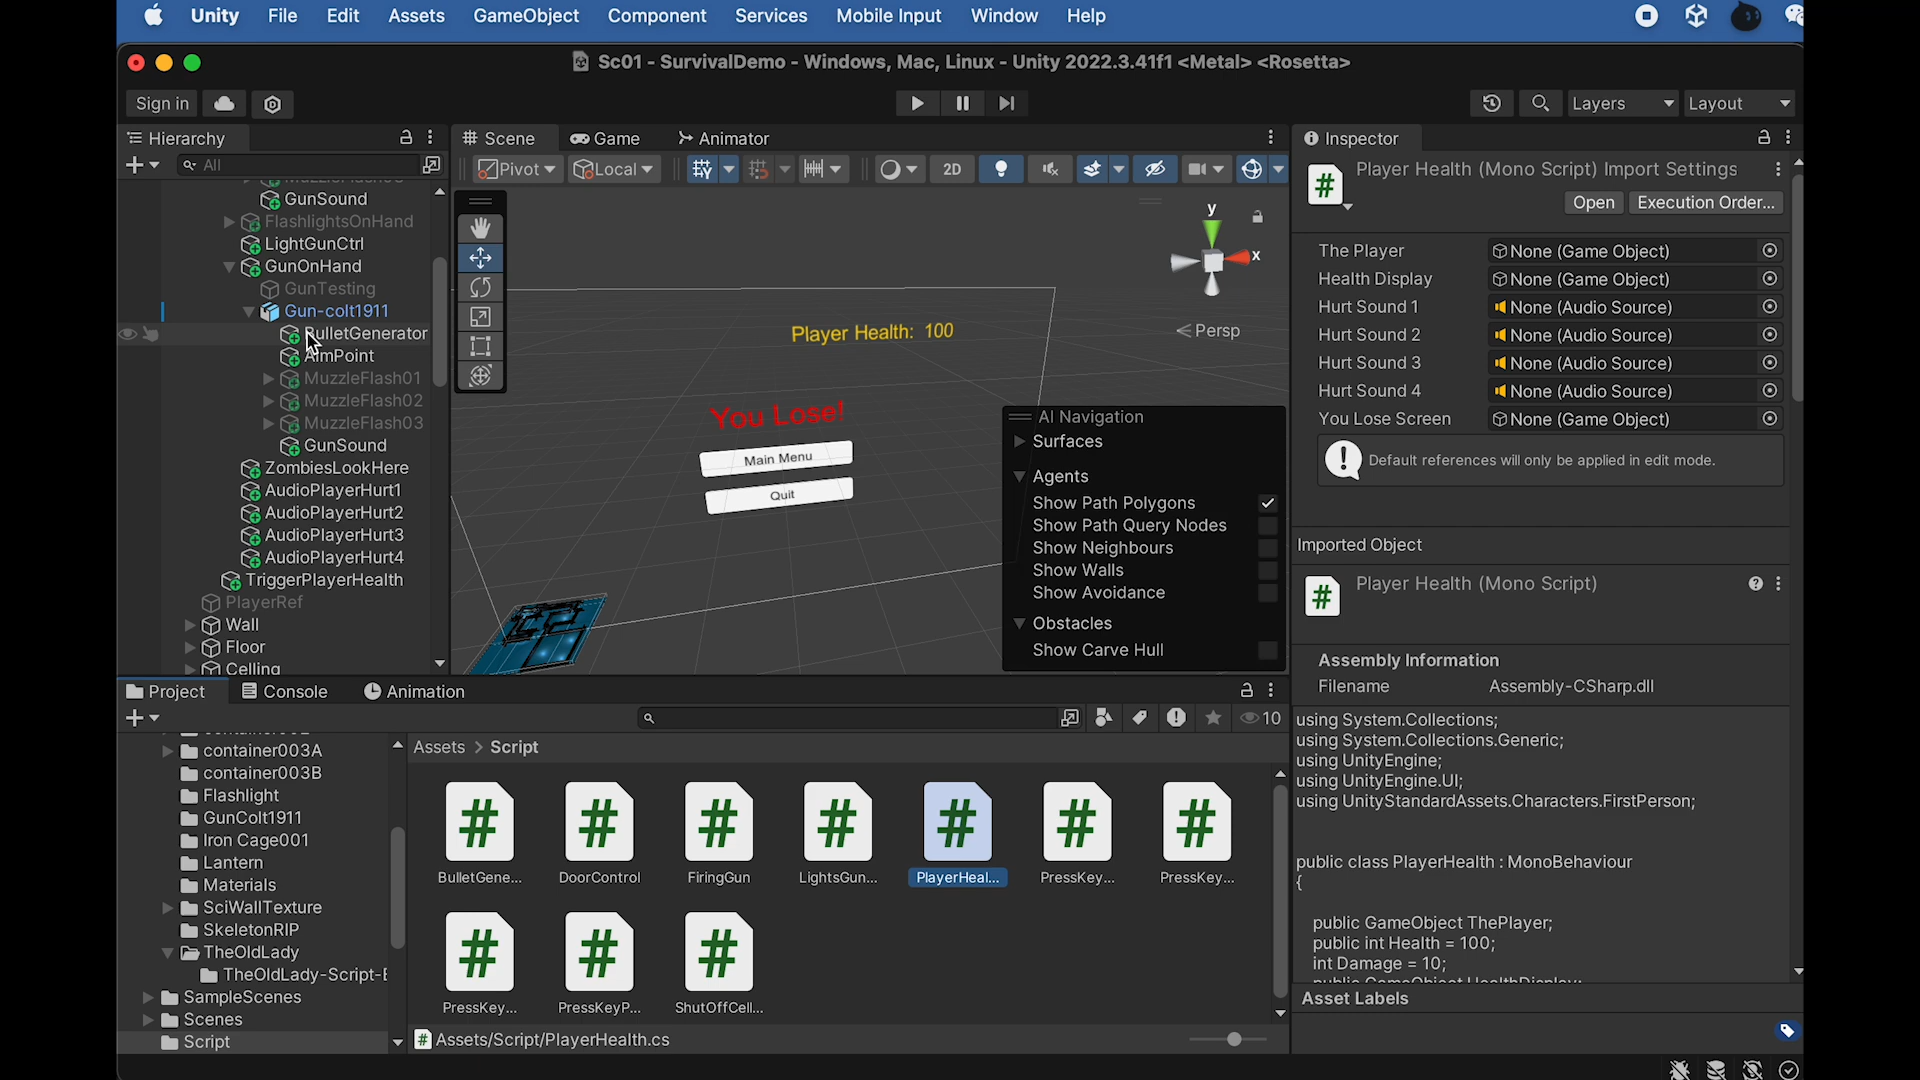 Unity File Edit Assets GameObject Component Services Mobile Input Window Help
Sc01 - SurvivalDemo - Windows, Mac, Linux - Unity 2022.3.41f1 <Metal> <Rosetta>
Sign in
Layers
Layout
Hierarchy
All
GunSound
FlashlightsOnHand
LightGunCtrl
GunOnHand
GunTesting
Gun-colt1911
BulletGenerator
AimPoint
MuzzleFlash01
MuzzleFlash02
MuzzleFlash03
GunSound
ZombiesLookHere
AudioPlayerHurt1
AudioPlayerHurt2
AudioPlayerHurt3
AudioPlayerHurt4
TriggerPlayerHealth
PlayerRef
Wall
Floor
Celling
Scene
Game
Animator
Pivot
Local
2D
y
x
Persp
Player Health: 100
You Lose!
Main Menu
Quit
AI Navigation
Surfaces
Agents
Show Path Polygons
Show Path Query Nodes
Show Neighbours
Show Walls
Show Avoidance
Obstacles
Show Carve Hull
Inspector
Player Health (Mono Script) Import Settings
Open
Execution Order...
The Player None (Game Object)
Health Display None (Game Object)
Hurt Sound 1 None (Audio Source)
Hurt Sound 2 None (Audio Source)
Hurt Sound 3 None (Audio Source)
Hurt Sound 4 None (Audio Source)
You Lose Screen None (Game Object)
Default references will only be applied in edit mode.
Imported Object
Player Health (Mono Script)
Assembly Information
Filename Assembly-CSharp.dll
using System.Collections;
using System.Collections.Generic;
using UnityEngine;
using UnityEngine.UI;
using UnityStandardAssets.Characters.FirstPerson;
public class PlayerHealth : MonoBehaviour
{
public GameObject ThePlayer;
public int Health = 100;
int Damage = 10;
public GameObject HealthDisplay;
Asset Labels
Project
Console
Animation
10
container003A
container003B
Flashlight
GunColt1911
Iron Cage001
Lantern
Materials
SciWallTexture
SkeletonRIP
TheOldLady
TheOldLady-Script-E
SampleScenes
Scenes
Script
Assets > Script
BulletGene...
DoorControl
FiringGun
LightsGun...
PlayerHeal...
PressKey...
PressKey...
PressKey...
PressKeyP...
ShutOffCell...
Assets/Script/PlayerHealth.cs